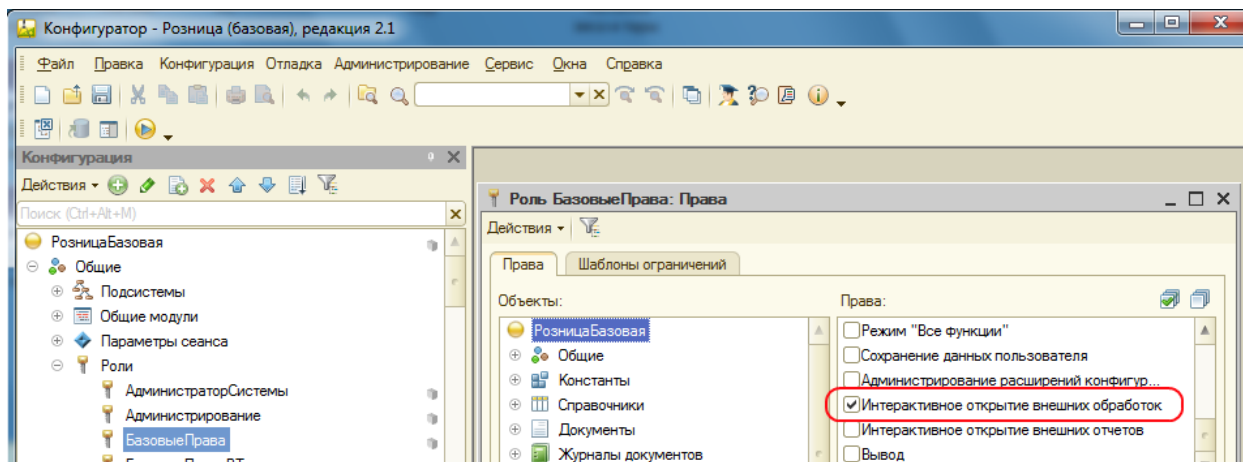 Конфигуратор - Розница (базовая), редакция 2.1
Файл Правка Конфигурация Отладка Администрирование Сервис Окна Справка
Конфигурация
Действия
Поиск (Ctrl+Alt+M)
РозницаБазовая
Общие
Подсистемы
Общие модули
Параметры сеанса
Роли
АдминистраторСистемы
Администрирование
БазовыеПрава
Роль БазовыеПрава: Права
Действия
Права Шаблоны ограничений
Объекты:
РозницаБазовая
Общие
Константы
Справочники
Документы
Журналы документов
Права:
Режим "Все функции"
Сохранение данных пользователя
Администрирование расширений конфигур...
Интерактивное открытие внешних обработок
Интерактивное открытие внешних отчетов
Вывод